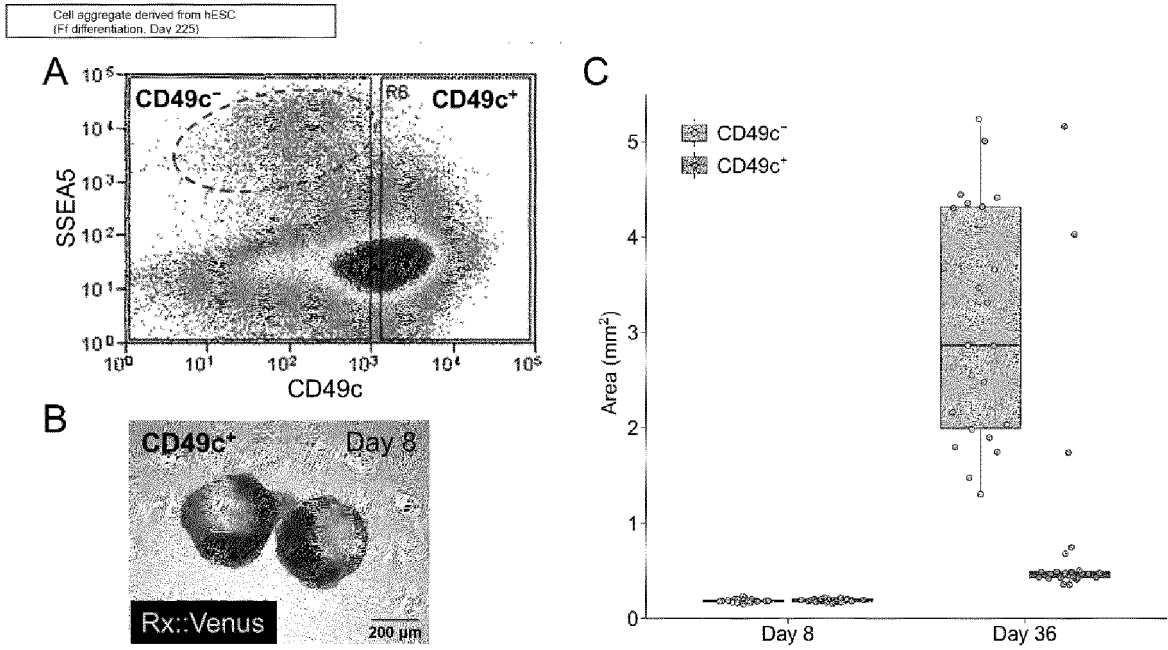 Cell aggregate derived from hESC
(Ff differentiation, Day 225)
A
10⁵
10⁴
10³
10²
10¹
10⁰
SSEA5
CD49c⁻
R6
CD49c⁺
10⁰ 10¹ 10² 10³ 10⁴ 10⁵
CD49c
B
CD49c⁺ Day 8
Rx::Venus
200 µm
C
CD49c⁻
CD49c⁺
Area (mm²)
5
4
3
2
1
0
Day 8 Day 36